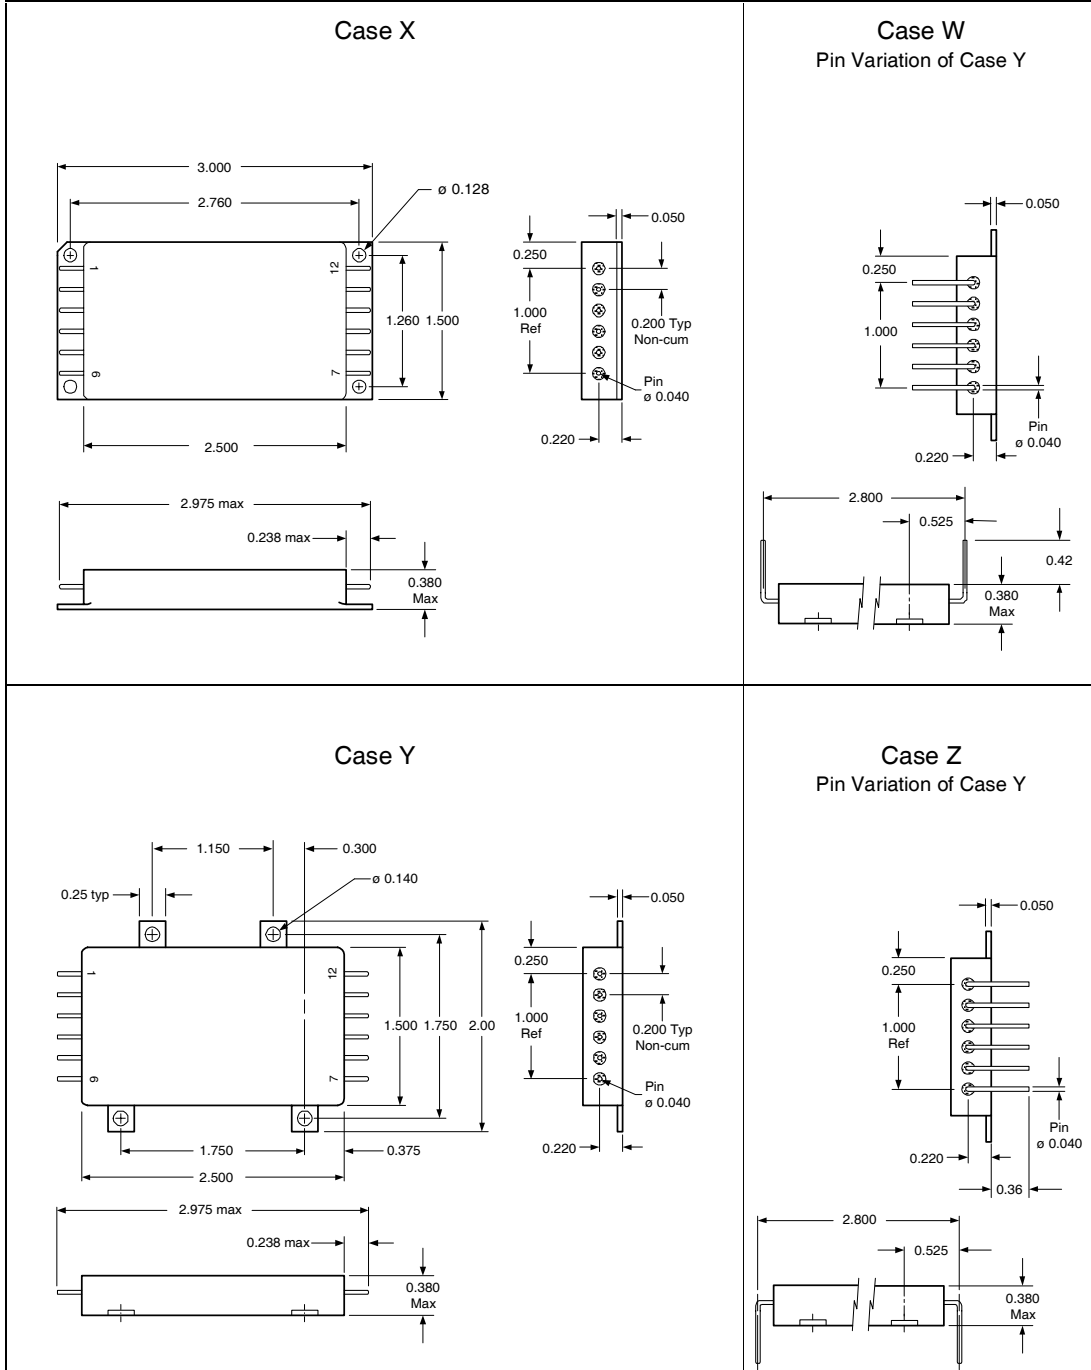 Case X
3.000
2.760
ø 0.128
1
12
6
7
1.260
1.500
2.500
0.050
0.250
1.000
Ref
0.200 Typ
Non-cum
Pin
ø 0.040
0.220
2.975 max
0.238 max
0.380
Max
Case W
Pin Variation of Case Y
0.050
0.250
1.000
Pin
ø 0.040
0.220
2.800
0.525
0.42
0.380
Max
Case Y
1.150
0.300
0.25 typ
ø 0.140
1
12
6
7
1.500
1.750
2.00
1.750
0.375
2.500
0.050
0.250
1.000
Ref
0.200 Typ
Non-cum
Pin
ø 0.040
0.220
2.975 max
0.238 max
0.380
Max
Case Z
Pin Variation of Case Y
0.050
0.250
1.000
Ref
Pin
ø 0.040
0.220
0.36
2.800
0.525
0.380
Max